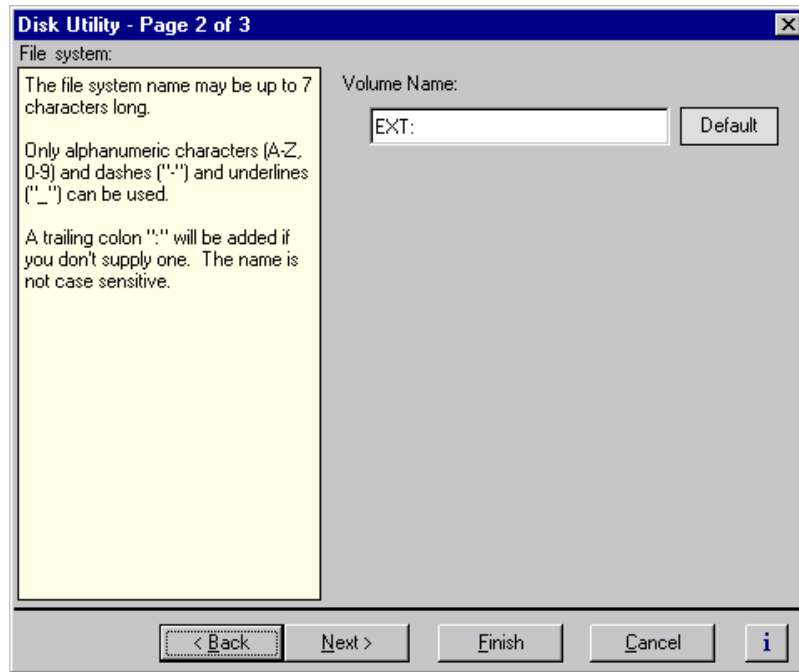 Disk Utility - Page 2 of 3
File system:
The file system name may be up to 7
characters long.
Only alphanumeric characters (A-Z,
0-9) and dashes ("-") and underlines
("_") can be used.
A trailing colon ":" will be added if
you don't supply one. The name is
not case sensitive.
Volume Name:
EXT:
Default
< Back
Next >
Finish
Cancel
i